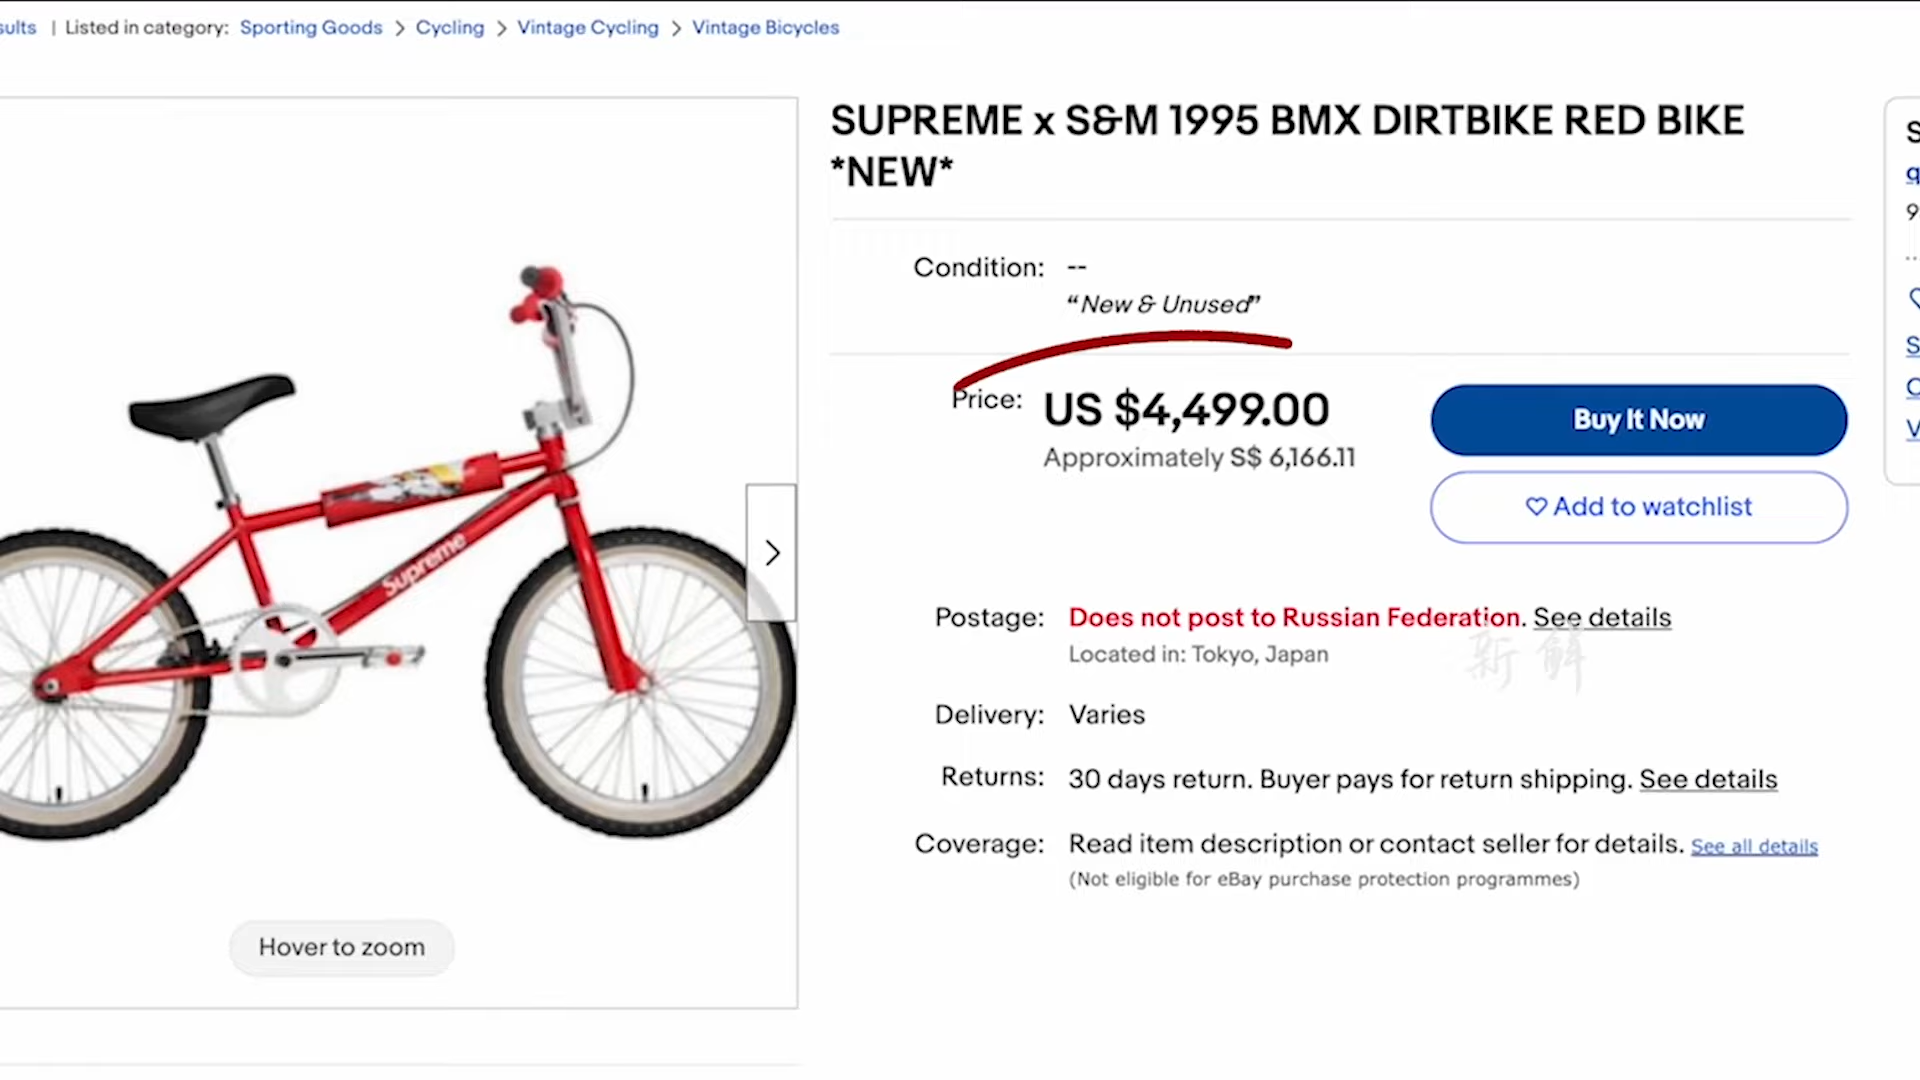 | Listed in category: Sporting Goods > Cycling > Vintage Cycling > Vintage Bicycles
SUPREME x S&M 1995 BMX DIRTBIKE RED BIKE
*NEW*
Condition: --
“New & Unused”
Price: US $4,499.00
Approximately S$ 6,166.11
Buy It Now
Add to watchlist
Supreme
Postage: Does not post to Russian Federation. See details
Located in: Tokyo, Japan
新鲜
Delivery: Varies
Returns: 30 days return. Buyer pays for return shipping. See details
Coverage: Read item description or contact seller for details. See all details
(Not eligible for eBay purchase protection programmes)
Hover to zoom